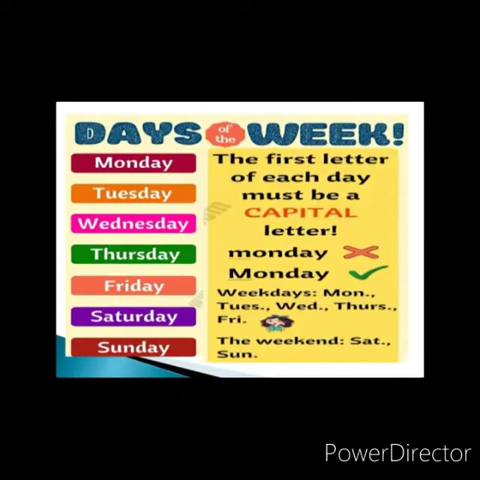 DAYS of the WEEK!
Monday
Tuesday
Wednesday
Thursday
Friday
Saturday
Sunday
The first letter
of each day
must be a
CAPITAL
letter!
monday
Monday
Weekdays: Mon.,
Tues., Wed., Thurs.,
Fri.
The weekend: Sat.,
Sun.
PowerDirector